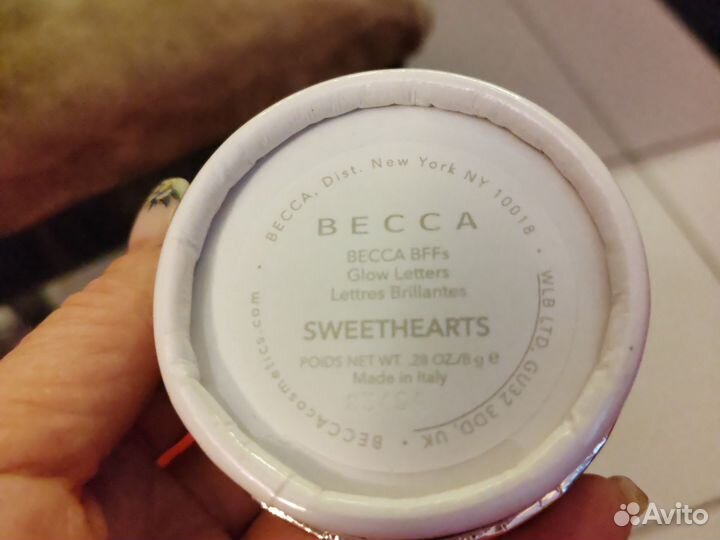 BECCA, Dist. New York NY 10018 •
WLB LTD, GU32 3DD, UK •
BECCAcosmetics.com •
BECCA
BECCA BFFs
Glow Letters
Lettres Brillantes
SWEETHEARTS
POIDS NET WT. .28 OZ./8 g ℮
Made in Italy
Avito